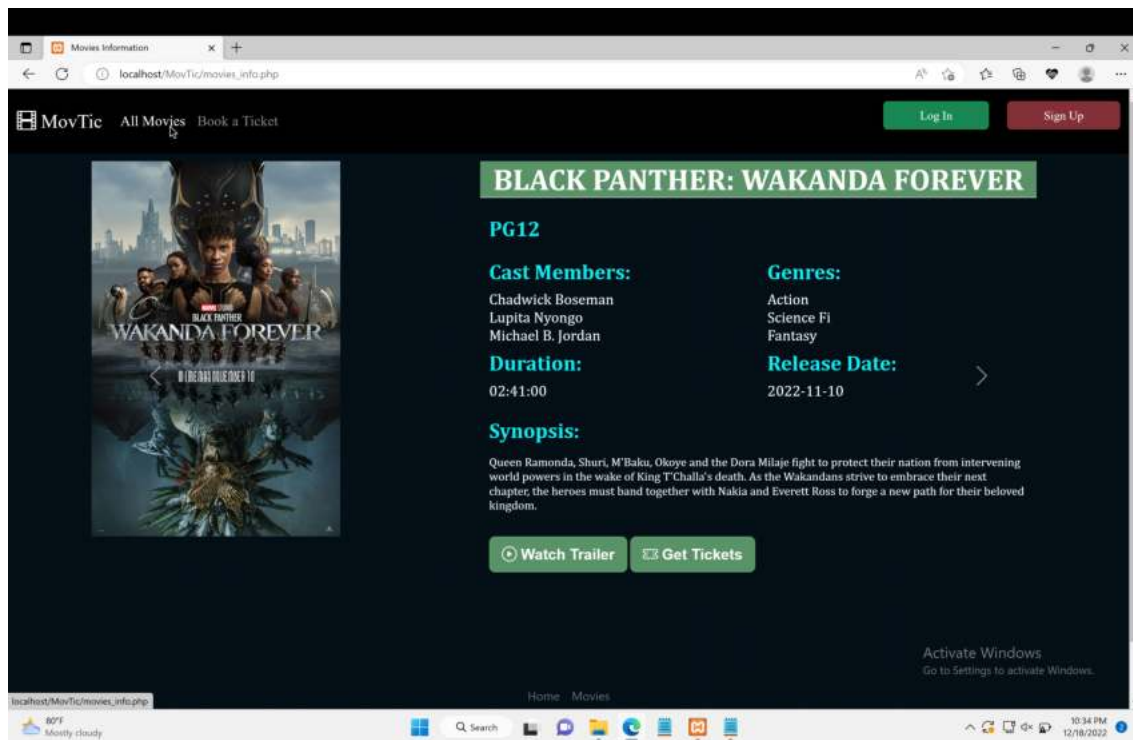 Movies Information
localhost/MovTic/movies_info.php
MovTic All Movies Book a Ticket
Log In
Sign Up
BLACK PANTHER: WAKANDA FOREVER
MARVEL STUDIOS
BLACK PANTHER
WAKANDA FOREVER
PG12
Cast Members:
Chadwick Boseman
Lupita Nyongo
Michael B. Jordan
Genres:
Action
Science Fi
Fantasy
Duration:
02:41:00
Release Date:
2022-11-10
Synopsis:
Queen Ramonda, Shuri, M'Baku, Okoye and the Dora Milaje fight to protect their nation from intervening
world powers in the wake of King T'Challa's death. As the Wakandans strive to embrace their next
chapter, the heroes must band together with Nakia and Everett Ross to forge a new path for their beloved
kingdom.
Watch Trailer
Get Tickets
Activate Windows
Go to Settings to activate Windows.
Home Movies
localhost/MovTic/movies_info.php
80°F
Mostly cloudy
Search
10:34 PM
12/18/2022
2